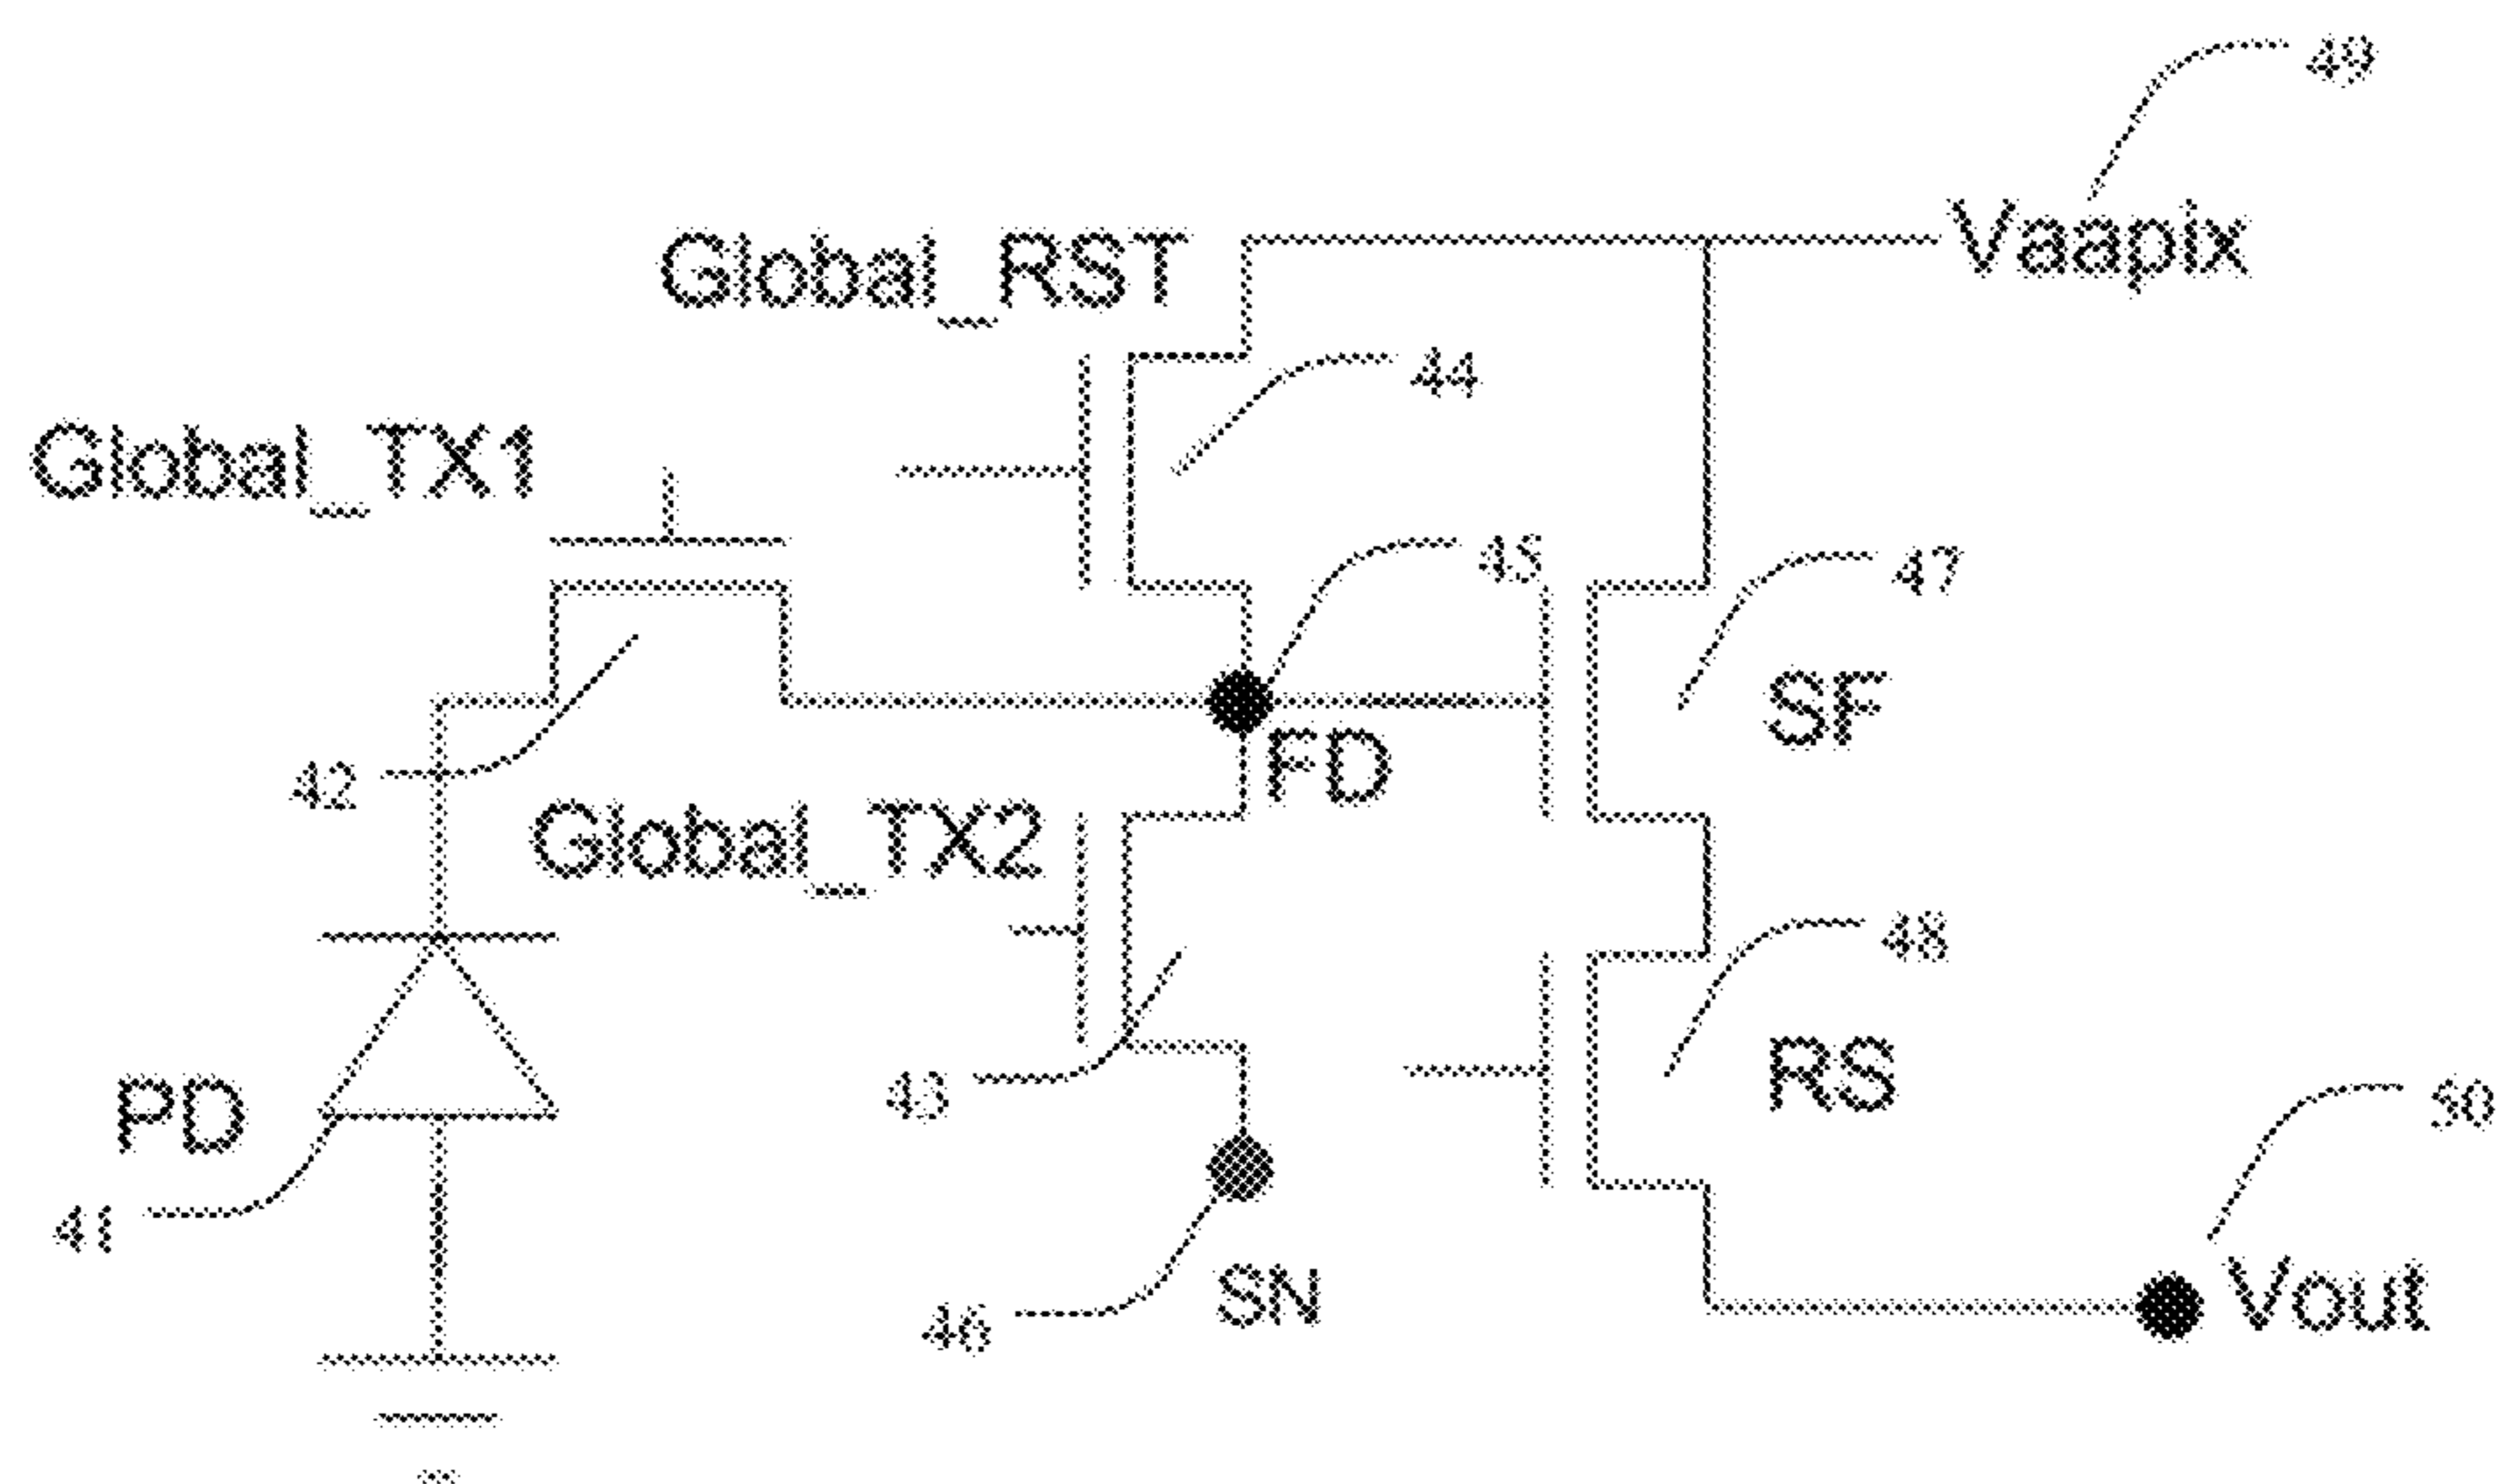 49
Vaapix
Global_RST
44
Global_TX1
45
47
SF
FD
42
Global_TX2
48
RS
43
PD
50
41
SN
Vout
46